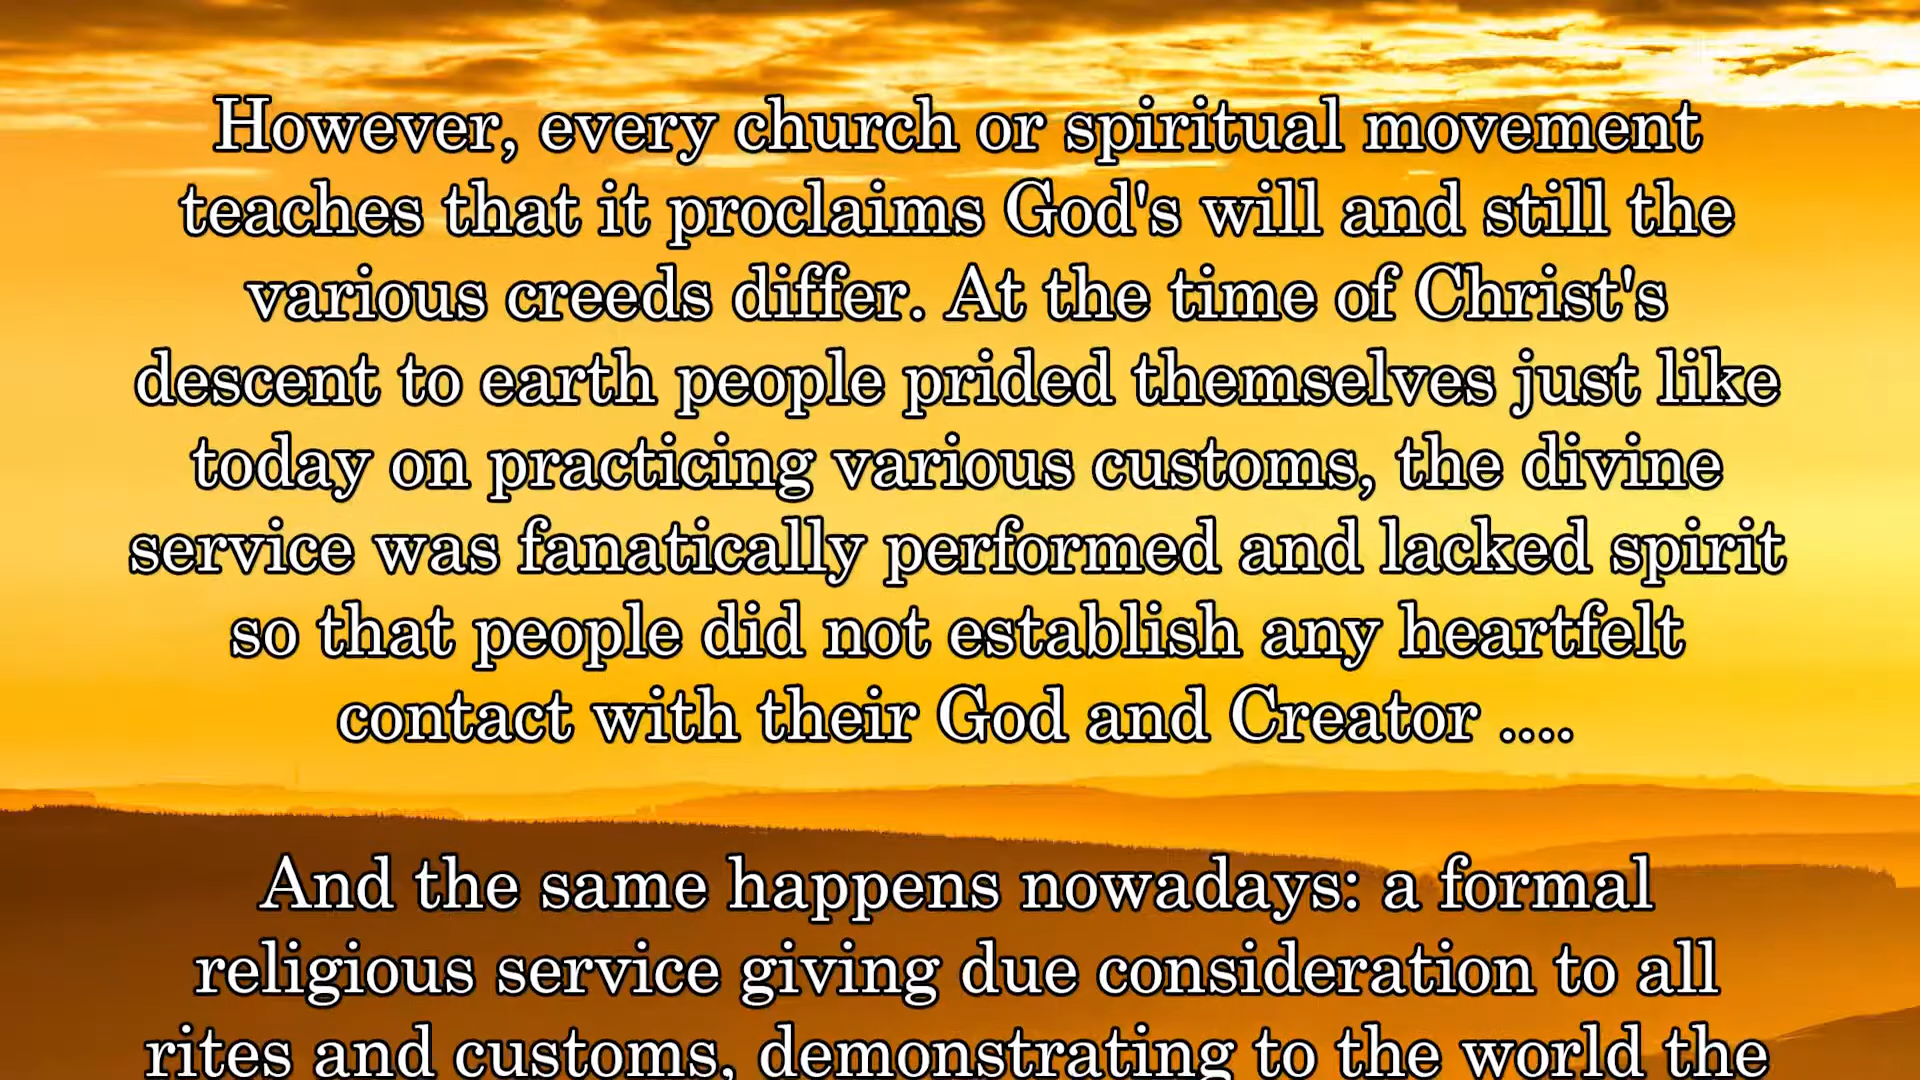 However, every church or spiritual movement
teaches that it proclaims God's will and still the
various creeds differ. At the time of Christ's
descent to earth people prided themselves just like
today on practicing various customs, the divine
service was fanatically performed and lacked spirit
so that people did not establish any heartfelt
contact with their God and Creator ....
And the same happens nowadays: a formal
religious service giving due consideration to all
rites and customs, demonstrating to the world the